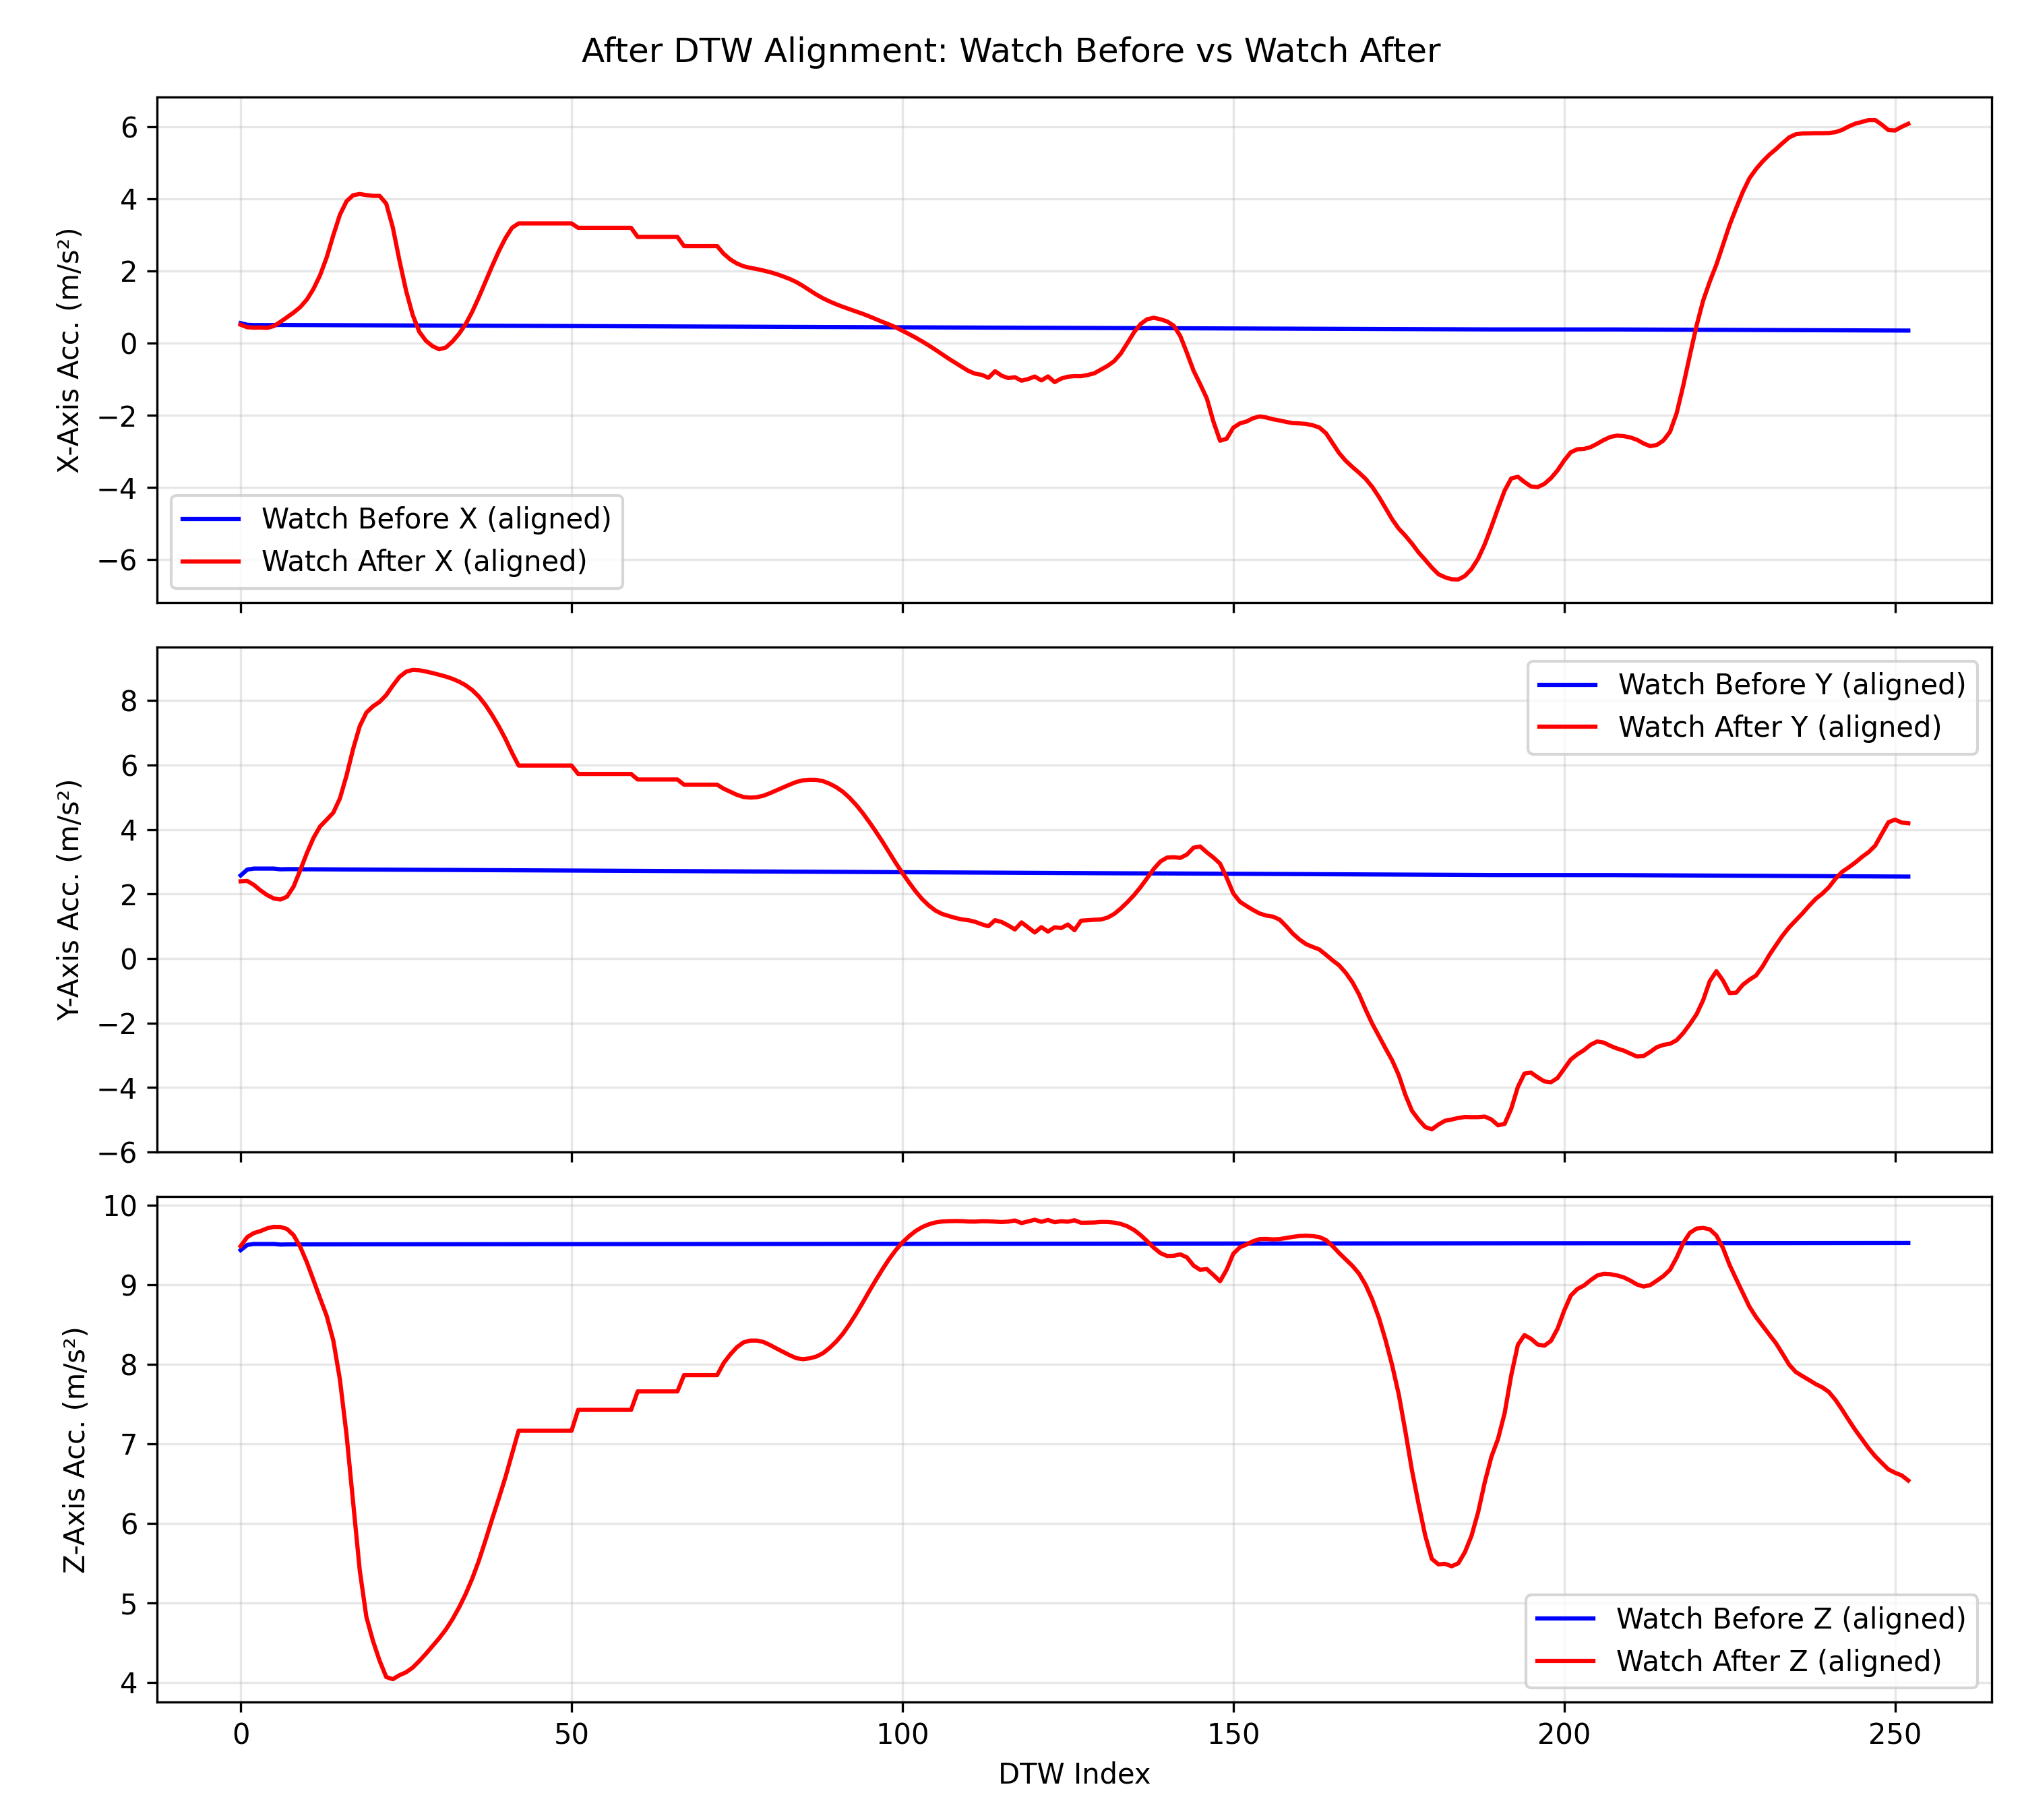 After DTW Alignment: Watch Before vs Watch After
X-Axis Acc. (m/s²)
6
4
2
0
−2
−4
−6
Watch Before X (aligned)
Watch After X (aligned)
Y-Axis Acc. (m/s²)
8
6
4
2
0
−2
−4
−6
Watch Before Y (aligned)
Watch After Y (aligned)
Z-Axis Acc. (m/s²)
10
9
8
7
6
5
4
Watch Before Z (aligned)
Watch After Z (aligned)
0 50 100 150 200 250
DTW Index